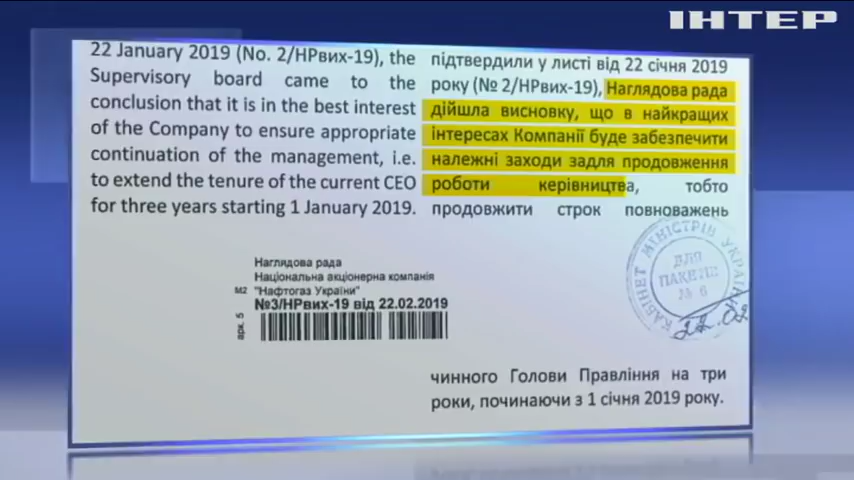 ІНТЕР
22 January 2019 (No. 2/НРвих-19), the
Supervisory board came to the
conclusion that it is in the best interest
of the Company to ensure appropriate
continuation of the management, i.e.
to extend the tenure of the current CEO
for three years starting 1 January 2019.
підтвердили у листі від 22 січня 2019
року (№ 2/НРвих-19), Наглядова рада
дійшла висновку, що в найкращих
інтересах Компанії буде забезпечити
належні заходи задля продовження
роботи керівництва, тобто
продовжити строк повноважень
Наглядова рада
Національна акціонерна компанія
М2 "Нафтогаз України"
№3/НРвих-19 від 22.02.2019
арк. 5
КАБІНЕТ МІНІСТРІВ УКРАЇНИ
ДЛЯ
ПАКЕТІВ
№ 6
22.02
чинного Голови Правління на три
роки, починаючи з 1 січня 2019 року.